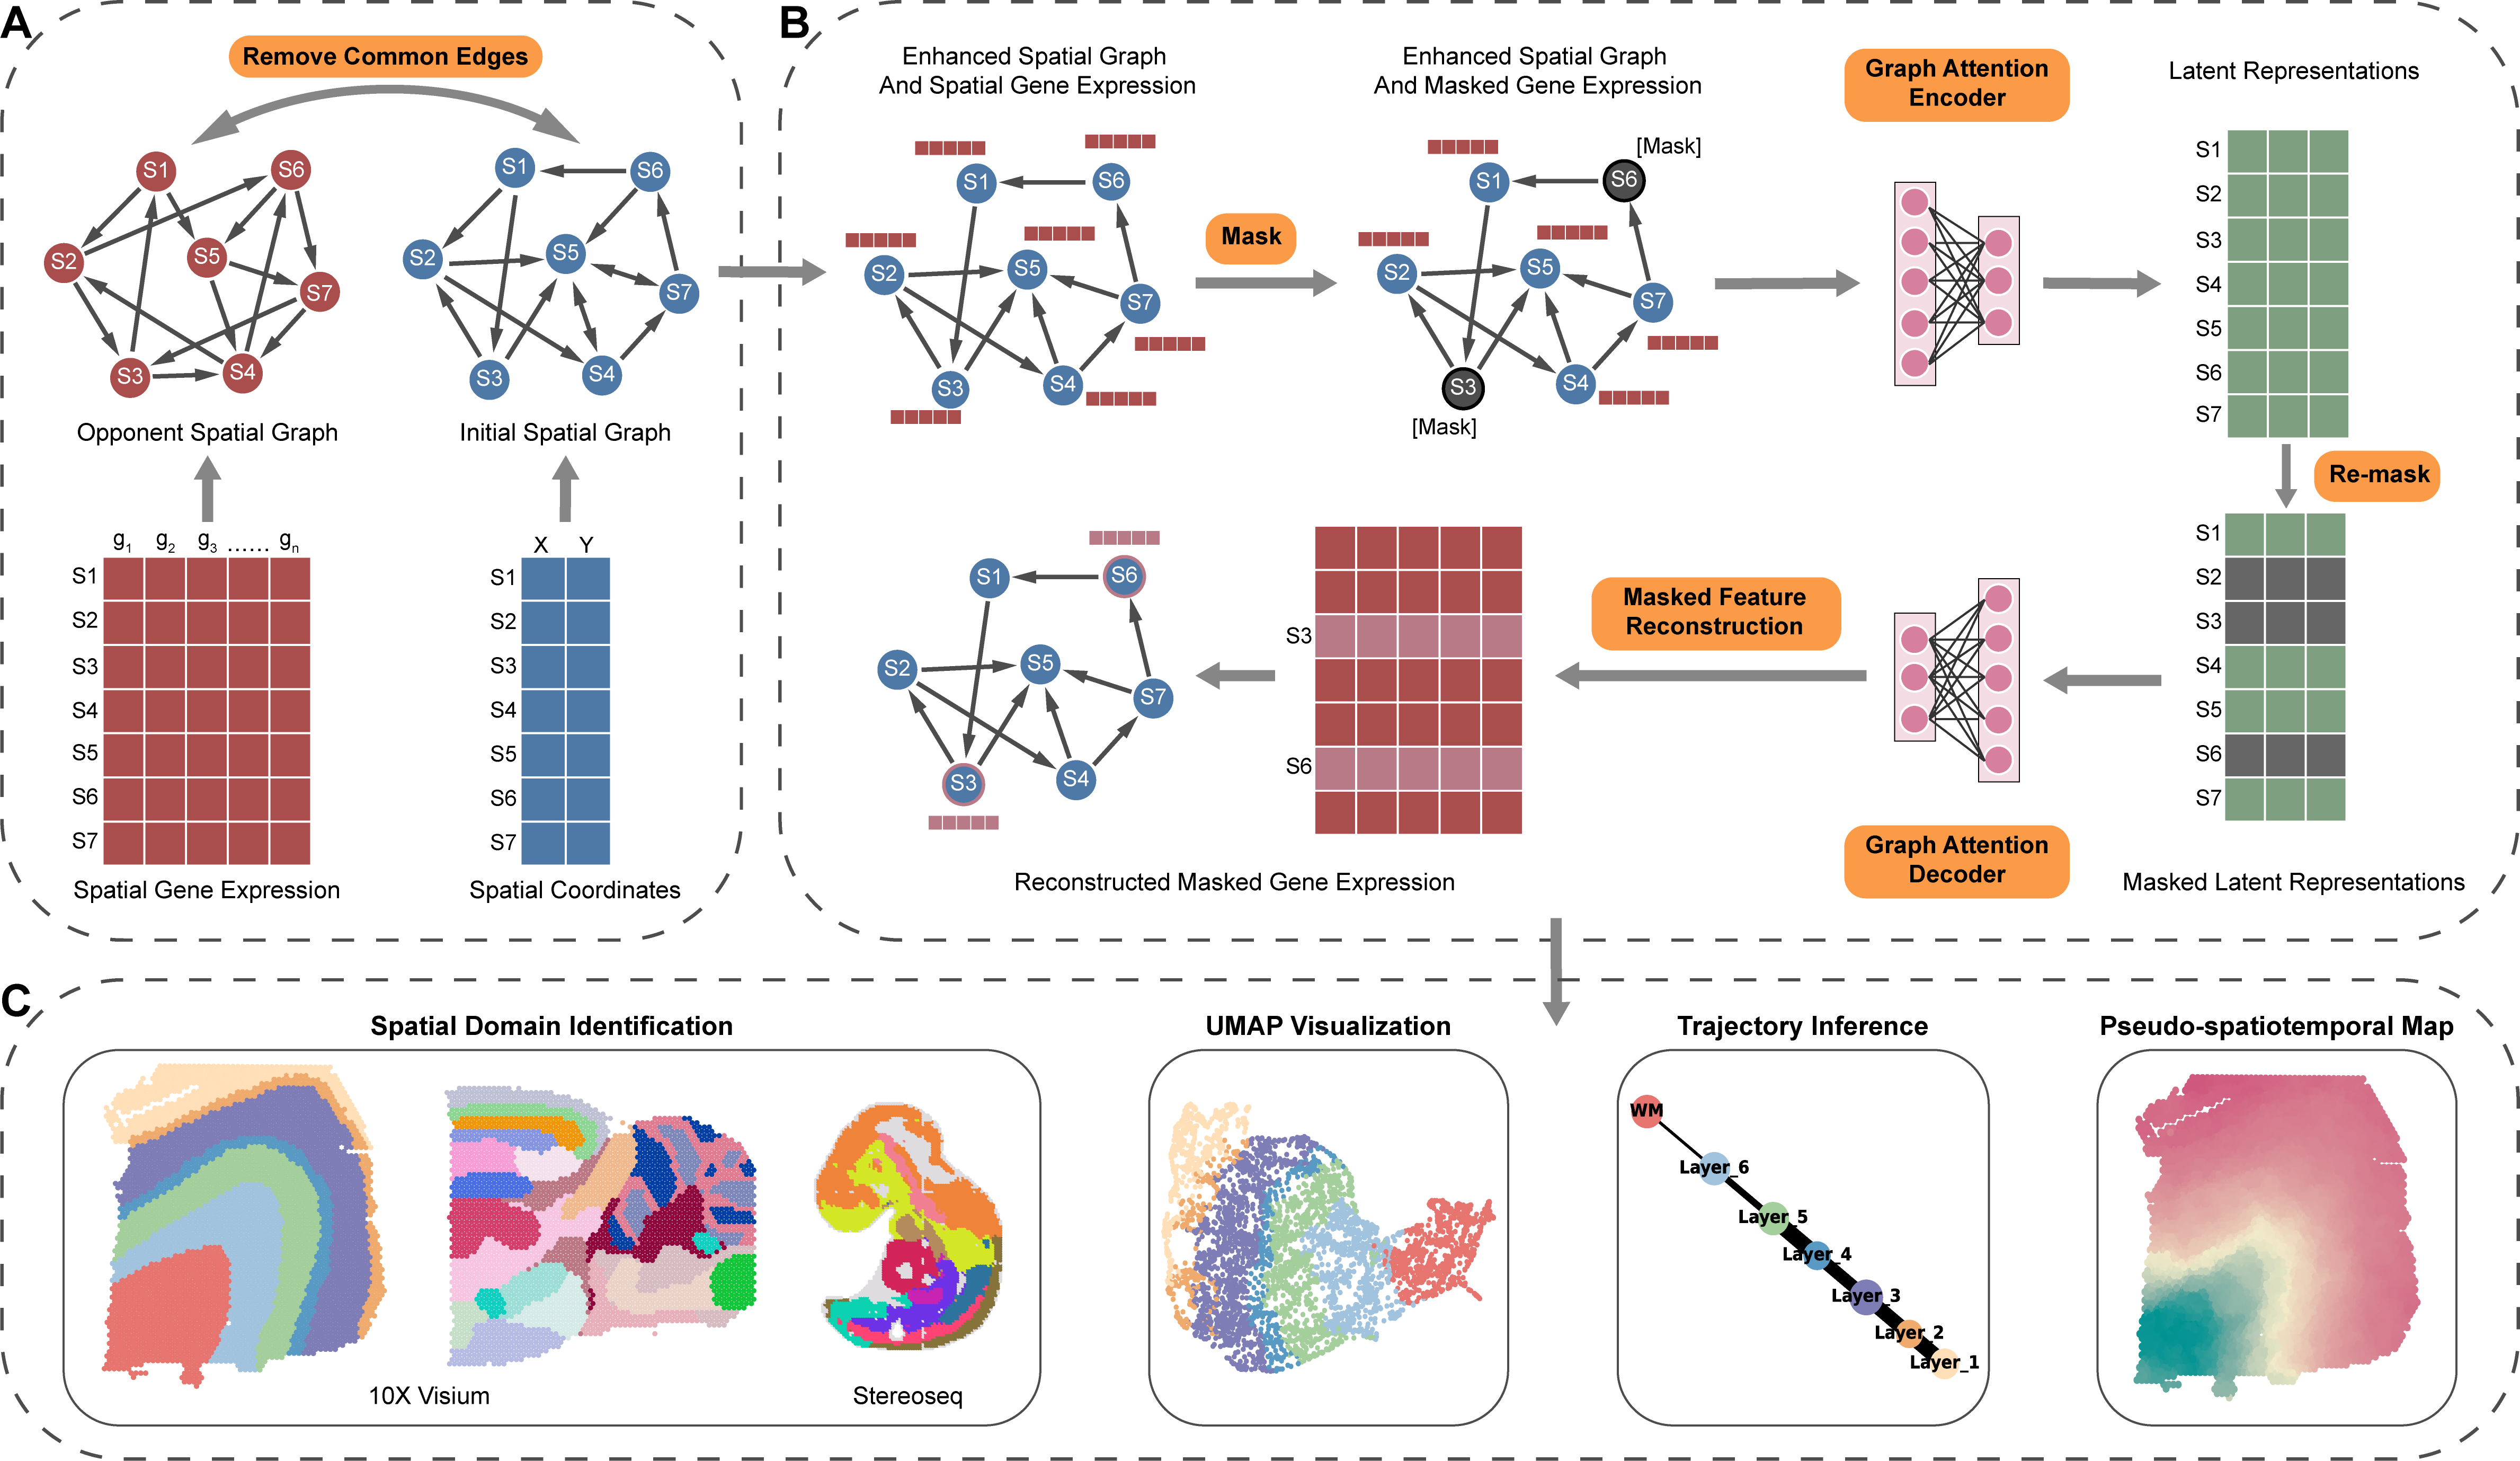 A
Remove Common Edges
S1
S6
S2
S5
S7
S3
S4
S1
S6
S2
S5
S7
S3
S4
Opponent Spatial Graph
Initial Spatial Graph
g1 g2 g3 ...... gn
S1
S2
S3
S4
S5
S6
S7
Spatial Gene Expression
X Y
S1
S2
S3
S4
S5
S6
S7
Spatial Coordinates
B
Enhanced Spatial Graph
And Spatial Gene Expression
S1
S6
S2
S5
S7
S3
S4
Mask
Enhanced Spatial Graph
And Masked Gene Expression
[Mask]
S1
S6
S2
S5
S7
S3
S4
[Mask]
Graph Attention
Encoder
Latent Representations
S1
S2
S3
S4
S5
S6
S7
Re-mask
S1
S2
S3
S4
S5
S6
S7
Masked Latent Representations
Graph Attention
Decoder
Masked Feature
Reconstruction
S3
S6
S1
S6
S2
S5
S7
S3
S4
Reconstructed Masked Gene Expression
C
Spatial Domain Identification
10X Visium
Stereoseq
UMAP Visualization
Trajectory Inference
WM
Layer_6
Layer_5
Layer_4
Layer_3
Layer_2
Layer_1
Pseudo-spatiotemporal Map